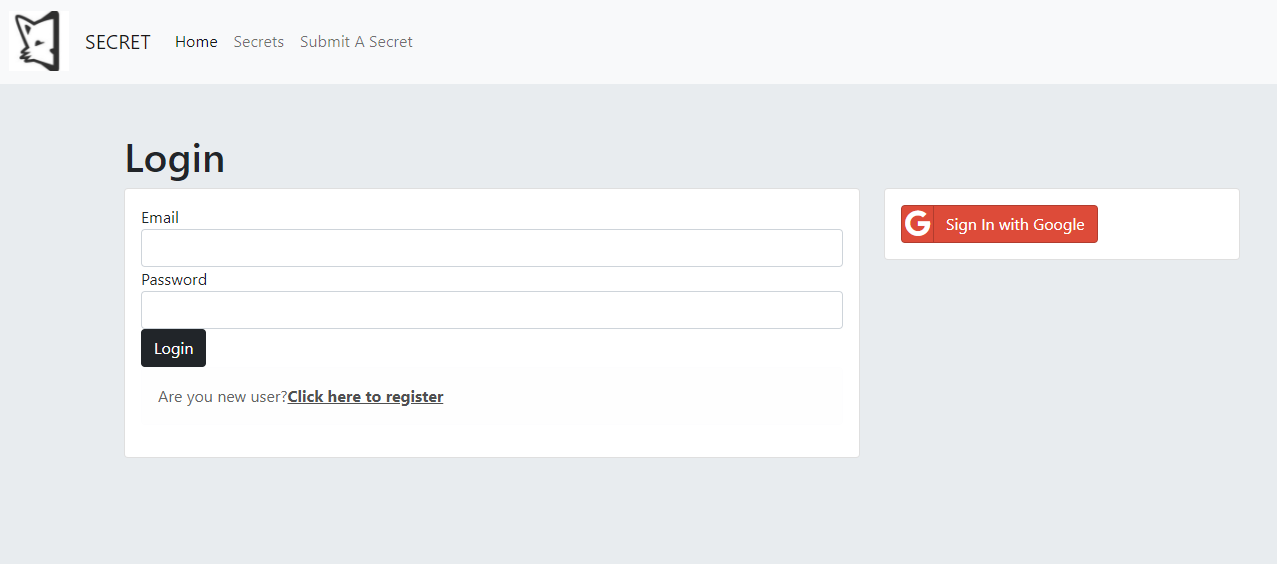 SECRET Home Secrets Submit A Secret
Login
Email
G Sign In with Google
Password
Login
Are you new user?Click here to register